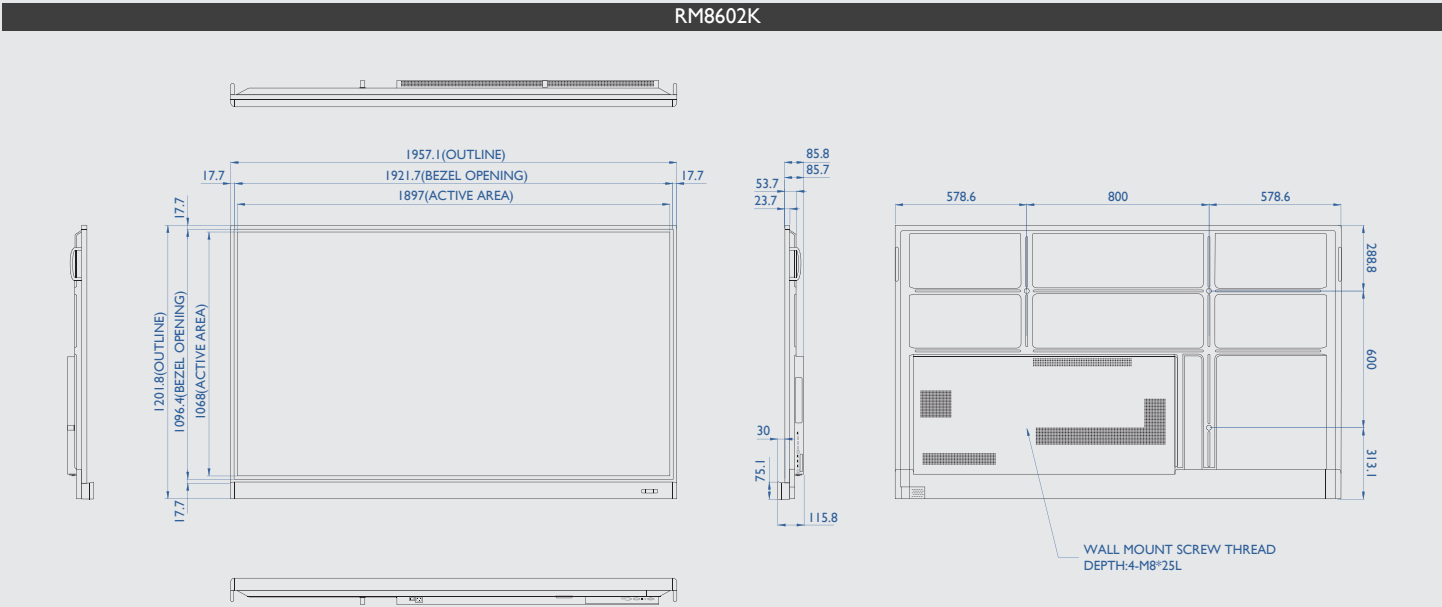 RM8602K
1957.1(OUTLINE)
17.7
1921.7(BEZEL OPENING)
17.7
1897(ACTIVE AREA)
17.7
1201.8(OUTLINE)
1096.4(BEZEL OPENING)
1068(ACTIVE AREA)
17.7
85.8
85.7
53.7
23.7
30
75.1
115.8
578.6
800
578.6
288.8
600
313.1
WALL MOUNT SCREW THREAD
DEPTH:4-M8*25L